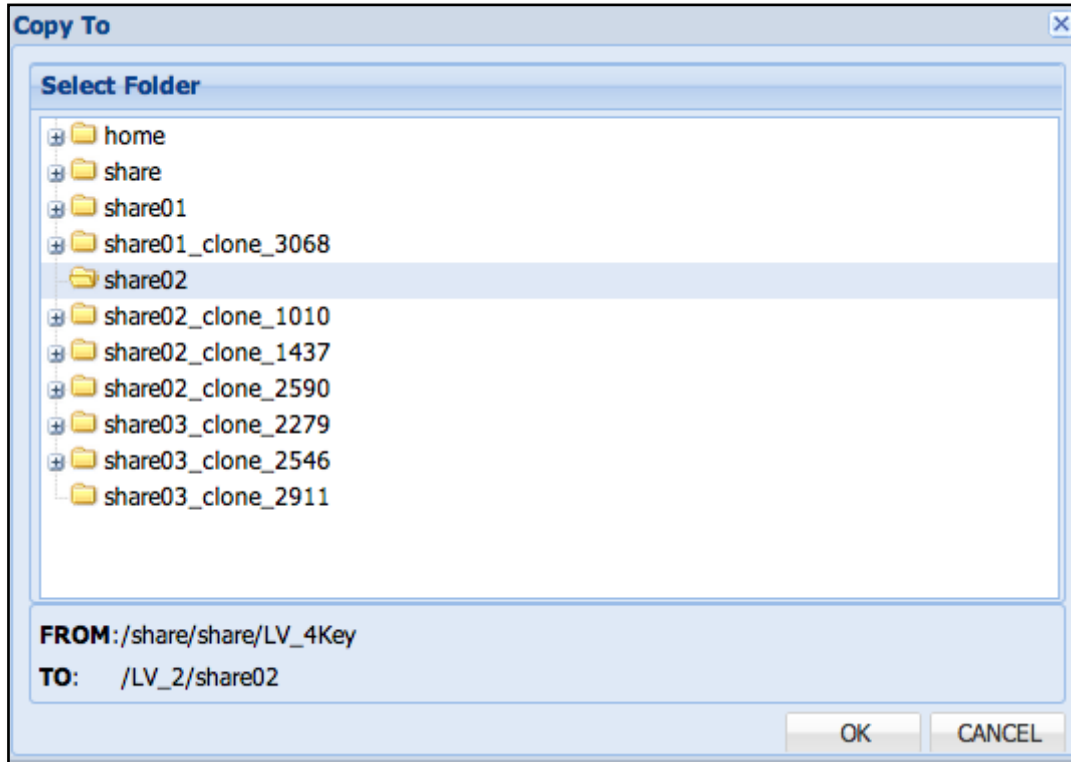 Copy To
Select Folder
home
share
share01
share01_clone_3068
share02
share02_clone_1010
share02_clone_1437
share02_clone_2590
share03_clone_2279
share03_clone_2546
share03_clone_2911
FROM:/share/share/LV_4Key
TO: /LV_2/share02
OK CANCEL